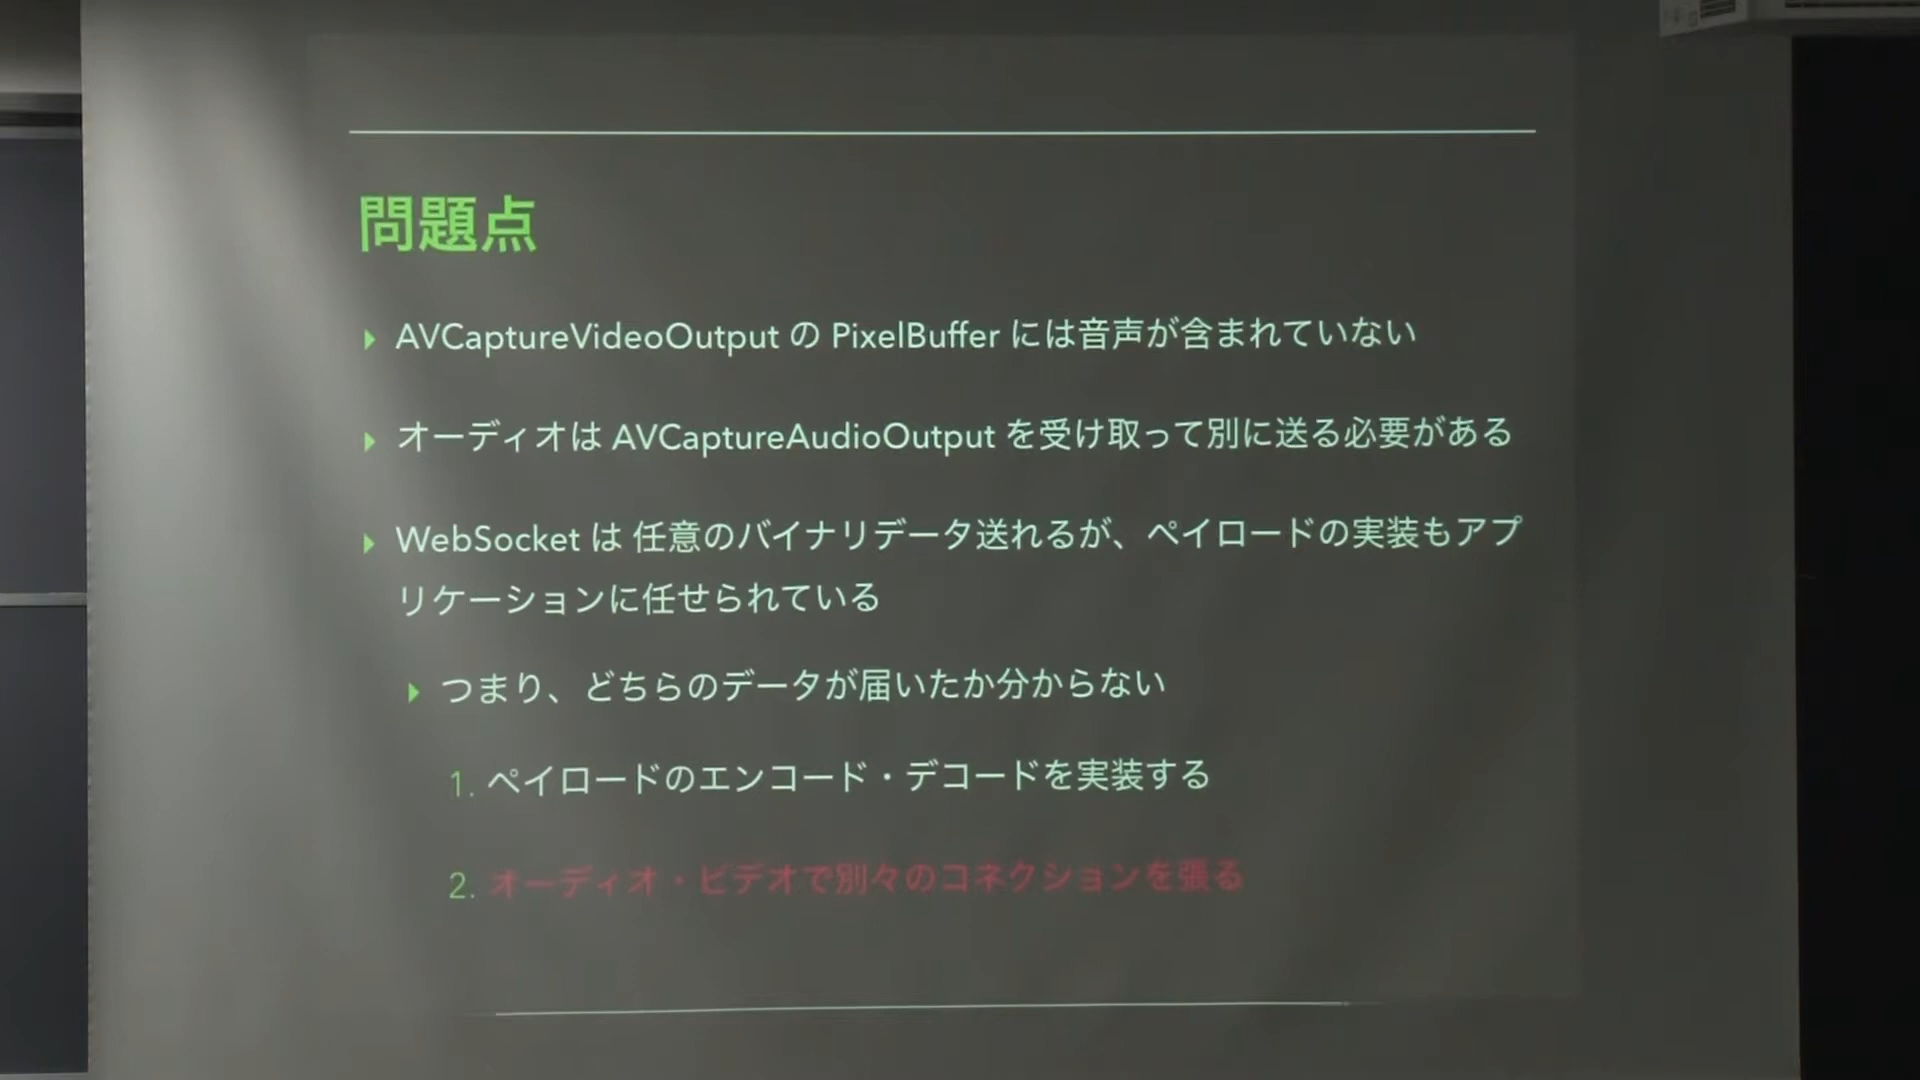 問題点
AVCaptureVideoOutput の PixelBuffer には音声が含まれていない
オーディオは AVCaptureAudioOutput を受け取って別に送る必要がある
WebSocket は 任意のバイナリデータ送れるが、ペイロードの実装もアプ
リケーションに任せられている
つまり、どちらのデータが届いたか分からない
1. ペイロードのエンコード・デコードを実装する
2. オーディオ・ビデオで別々のコネクションを張る